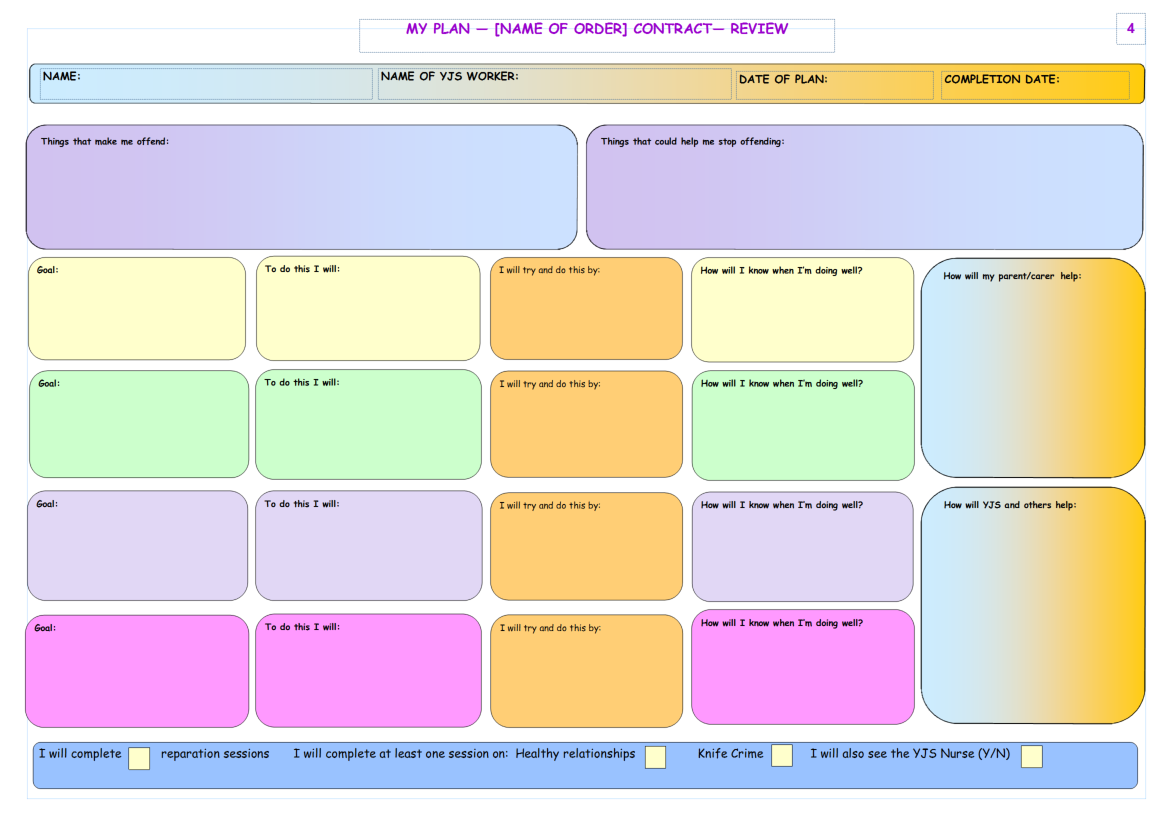 MY PLAN — [NAME OF ORDER] CONTRACT— REVIEW
4
NAME:
NAME OF YJS WORKER:
DATE OF PLAN:
COMPLETION DATE:
Things that make me offend:
Things that could help me stop offending:
Goal:
To do this I will:
I will try and do this by:
How will I know when I'm doing well?
How will my parent/carer help:
Goal:
To do this I will:
I will try and do this by:
How will I know when I'm doing well?
Goal:
To do this I will:
I will try and do this by:
How will I know when I'm doing well?
How will YJS and others help:
Goal:
To do this I will:
I will try and do this by:
How will I know when I'm doing well?
I will complete reparation sessions I will complete at least one session on: Healthy relationships Knife Crime I will also see the YJS Nurse (Y/N)